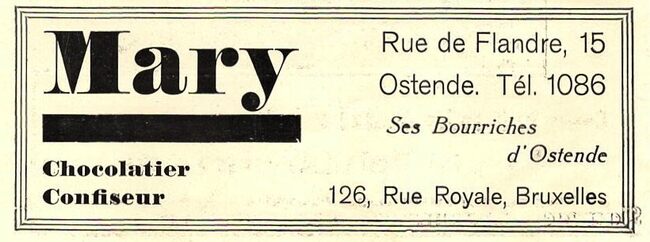 Mary
Chocolatier
Confiseur
Rue de Flandre, 15
Ostende. Tél. 1086
Ses Bourriches
d'Ostende
126, Rue Royale, Bruxelles